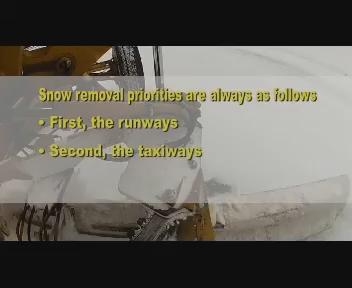 Snow removal priorities are always as follows
• First, the runways
• Second, the taxiways